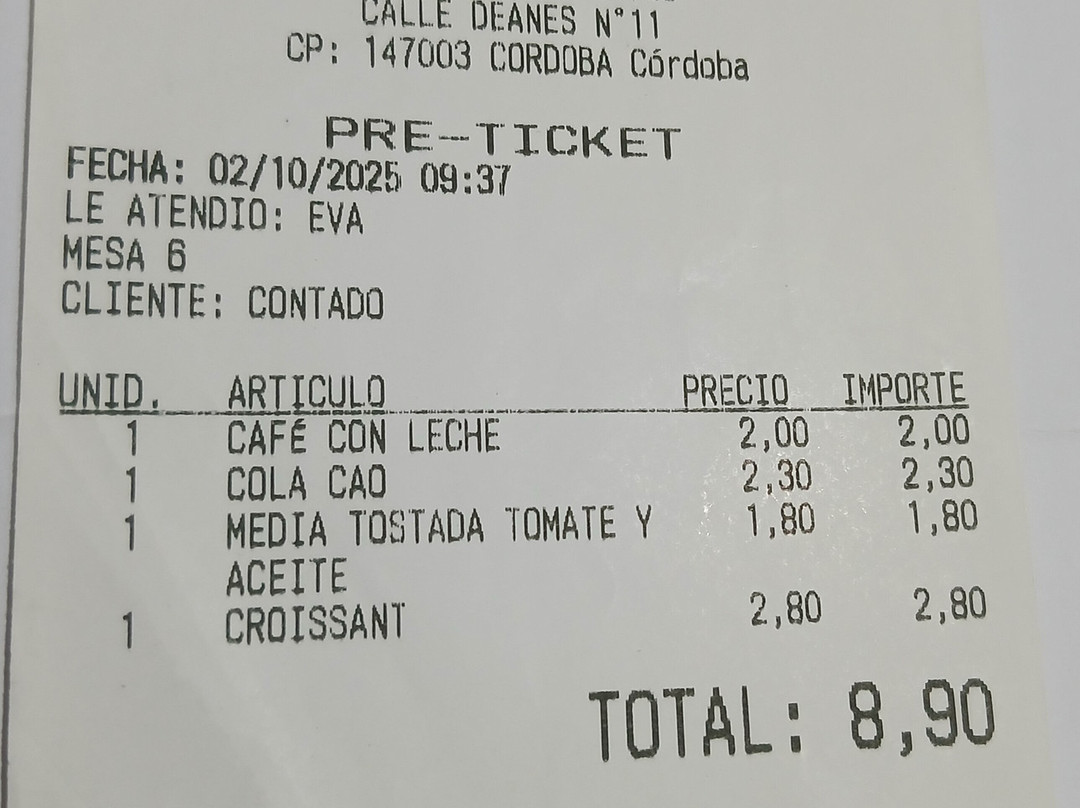 CALLE DEANES N°11
CP: 147003 CORDOBA Córdoba
PRE-TICKET
FECHA: 02/10/2025 09:37
LE ATENDIO: EVA
MESA 6
CLIENTE: CONTADO
UNID. ARTICULO PRECIO IMPORTE
1 CAFÉ CON LECHE 2,00 2,00
1 COLA CAO 2,30 2,30
1 MEDIA TOSTADA TOMATE Y 1,80 1,80
ACEITE
1 CROISSANT 2,80 2,80
TOTAL: 8,90